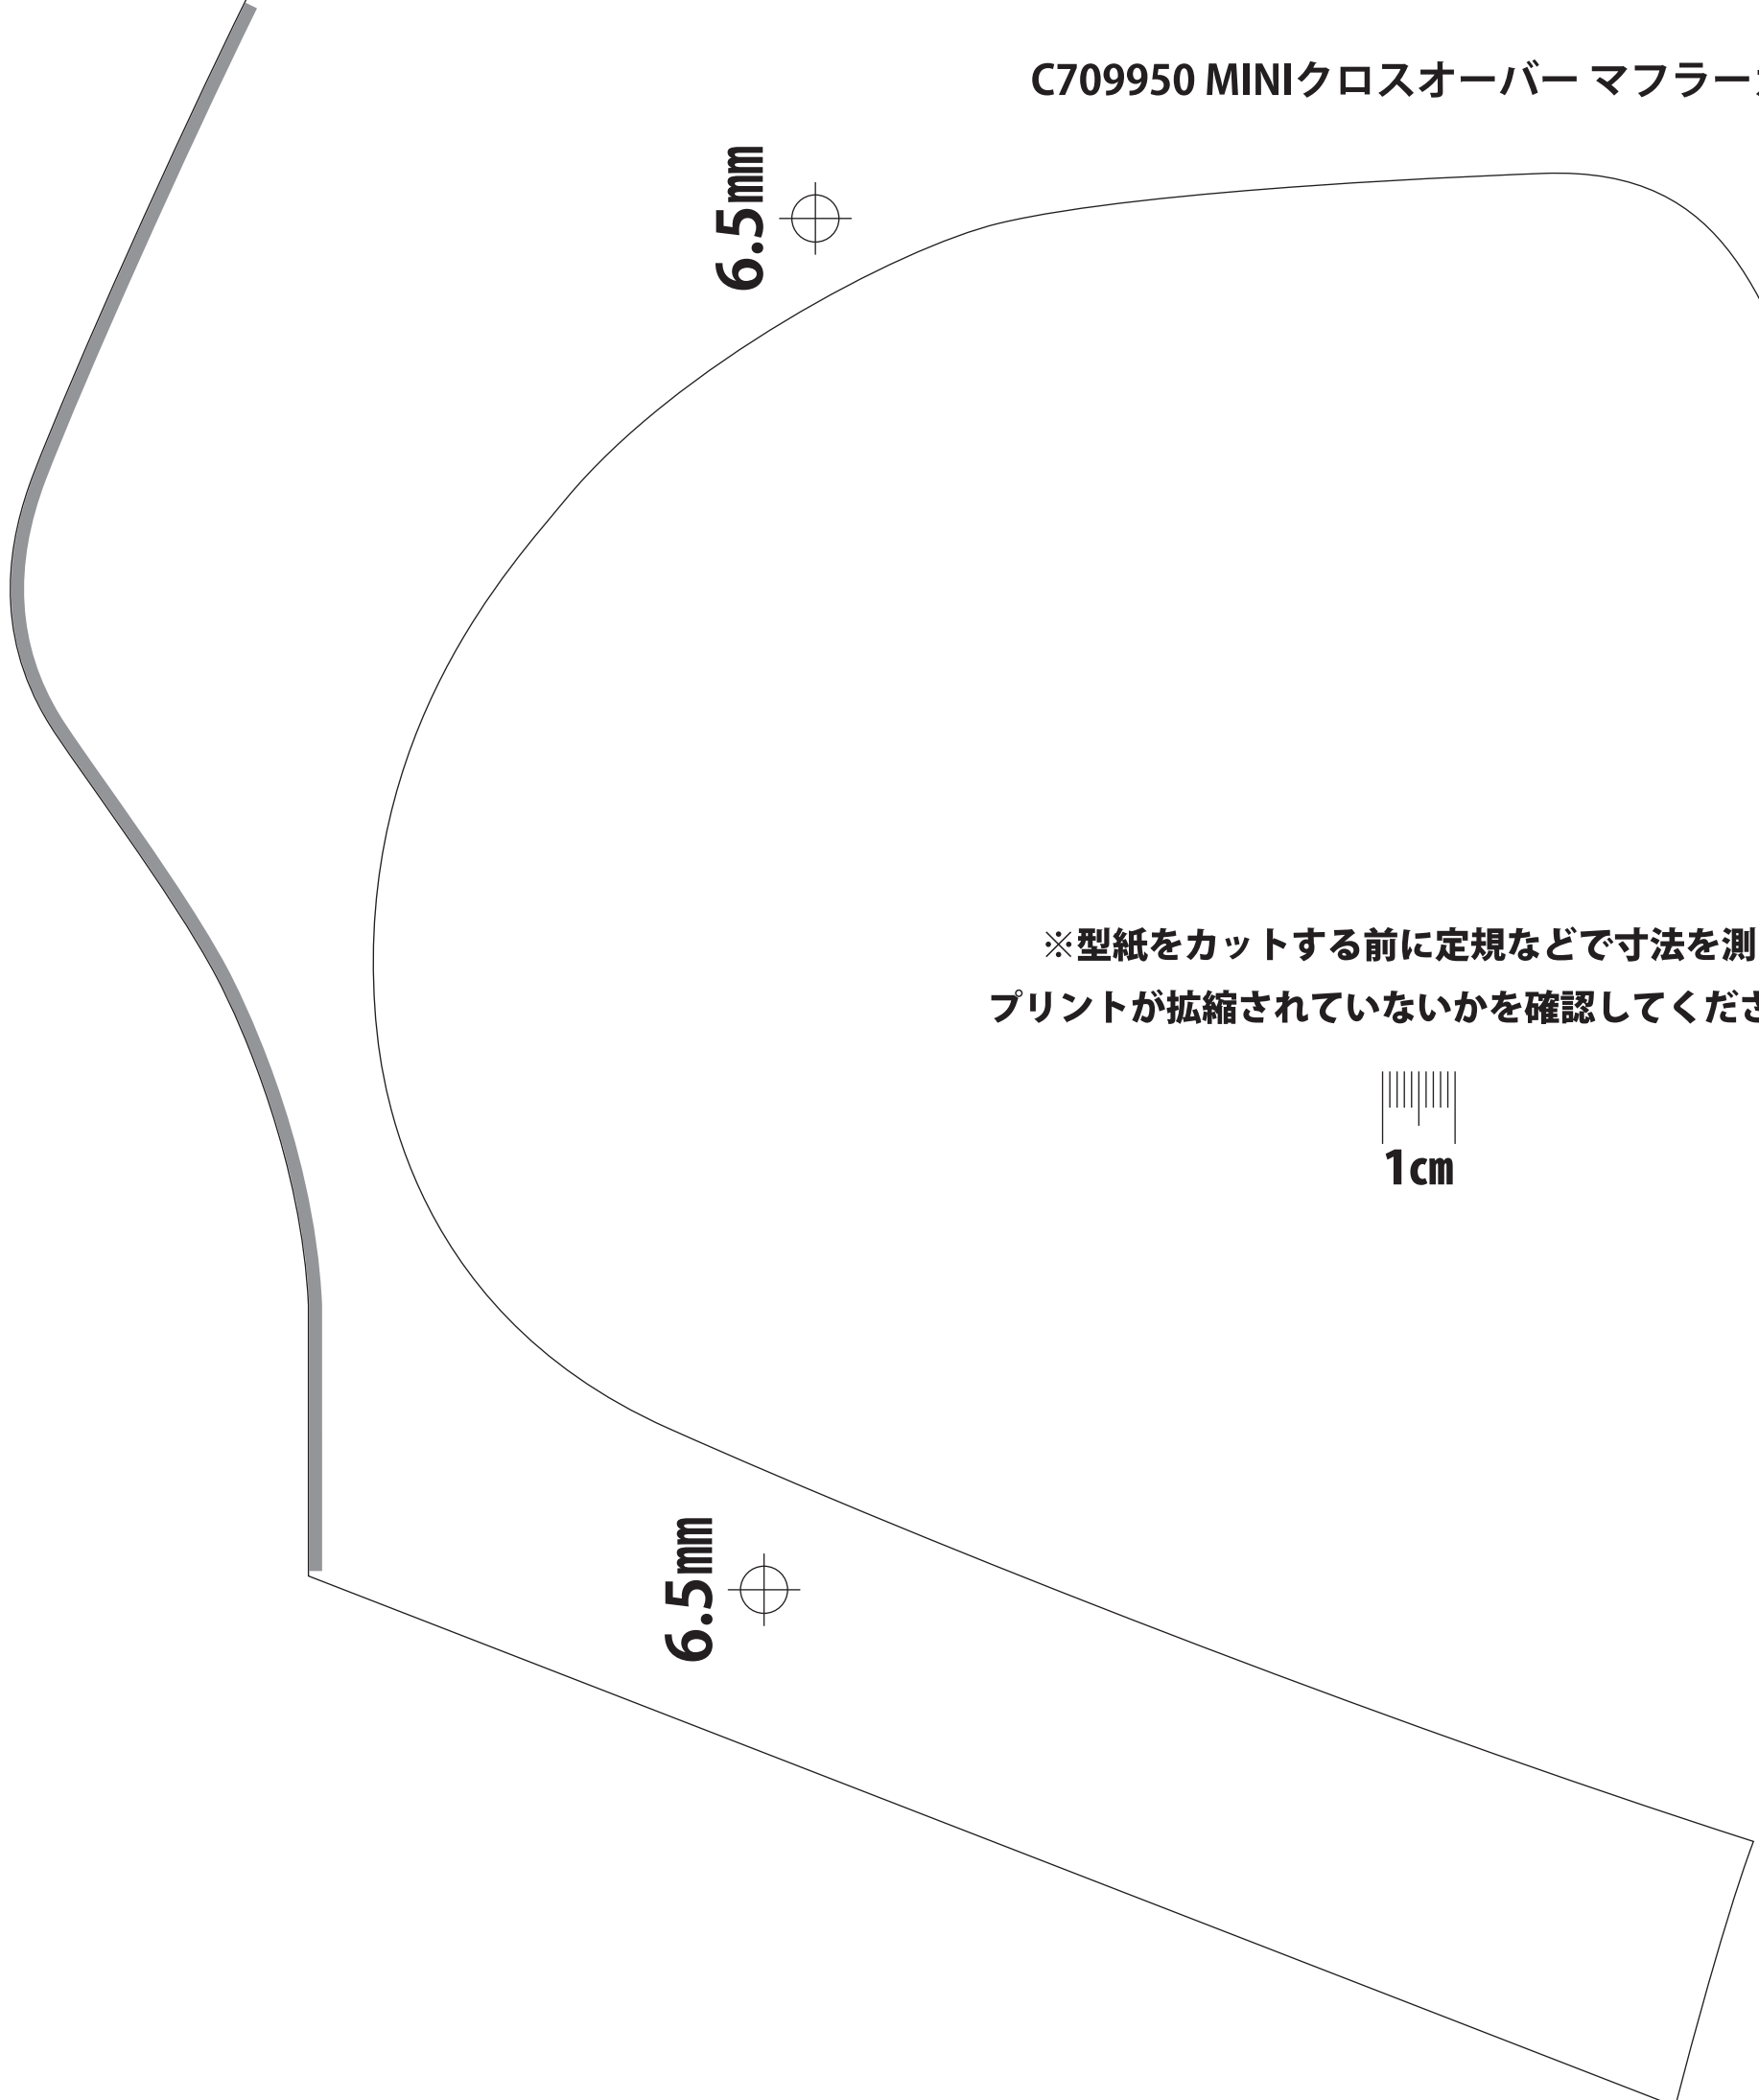 C709950 MINIクロスオーバー マフラー
6.5mm
※型紙をカットする前に定規などで寸法を測
プリントが拡縮されていないかを確認してくださ
1cm
6.5mm